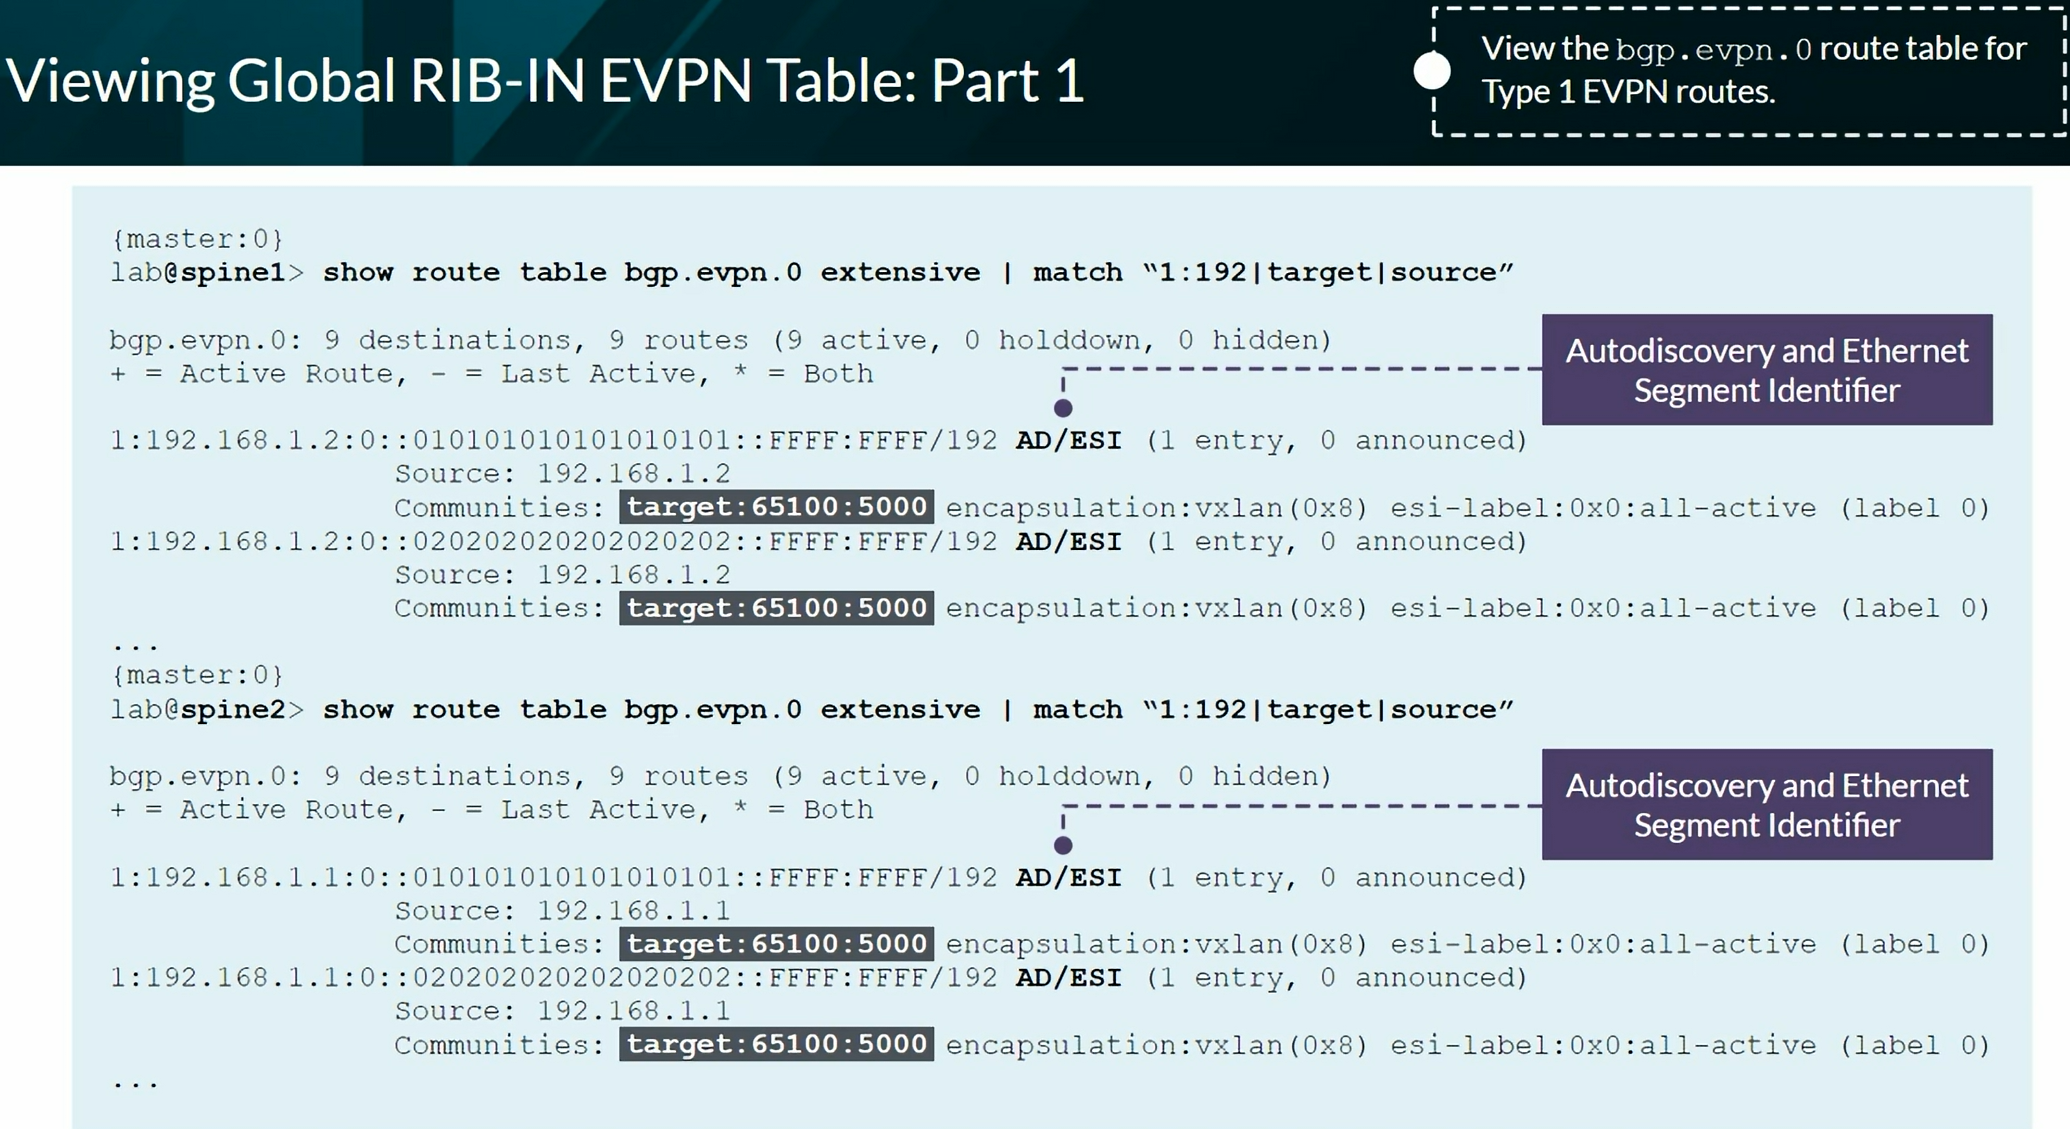 Viewing Global RIB-IN EVPN Table: Part 1
View the bgp.evpn.0 route table for
Type 1 EVPN routes.
{master:0}
lab@spine1> show route table bgp.evpn.0 extensive | match “1:192|target|source”
bgp.evpn.0: 9 destinations, 9 routes (9 active, 0 holddown, 0 hidden)
+ = Active Route, - = Last Active, * = Both
Autodiscovery and Ethernet
Segment Identifier
1:192.168.1.2:0::010101010101010101::FFFF:FFFF/192 AD/ESI (1 entry, 0 announced)
Source: 192.168.1.2
Communities: target:65100:5000 encapsulation:vxlan(0x8) esi-label:0x0:all-active (label 0)
1:192.168.1.2:0::020202020202020202::FFFF:FFFF/192 AD/ESI (1 entry, 0 announced)
Source: 192.168.1.2
Communities: target:65100:5000 encapsulation:vxlan(0x8) esi-label:0x0:all-active (label 0)
...
{master:0}
lab@spine2> show route table bgp.evpn.0 extensive | match “1:192|target|source”
bgp.evpn.0: 9 destinations, 9 routes (9 active, 0 holddown, 0 hidden)
+ = Active Route, - = Last Active, * = Both
Autodiscovery and Ethernet
Segment Identifier
1:192.168.1.1:0::010101010101010101::FFFF:FFFF/192 AD/ESI (1 entry, 0 announced)
Source: 192.168.1.1
Communities: target:65100:5000 encapsulation:vxlan(0x8) esi-label:0x0:all-active (label 0)
1:192.168.1.1:0::020202020202020202::FFFF:FFFF/192 AD/ESI (1 entry, 0 announced)
Source: 192.168.1.1
Communities: target:65100:5000 encapsulation:vxlan(0x8) esi-label:0x0:all-active (label 0)
...